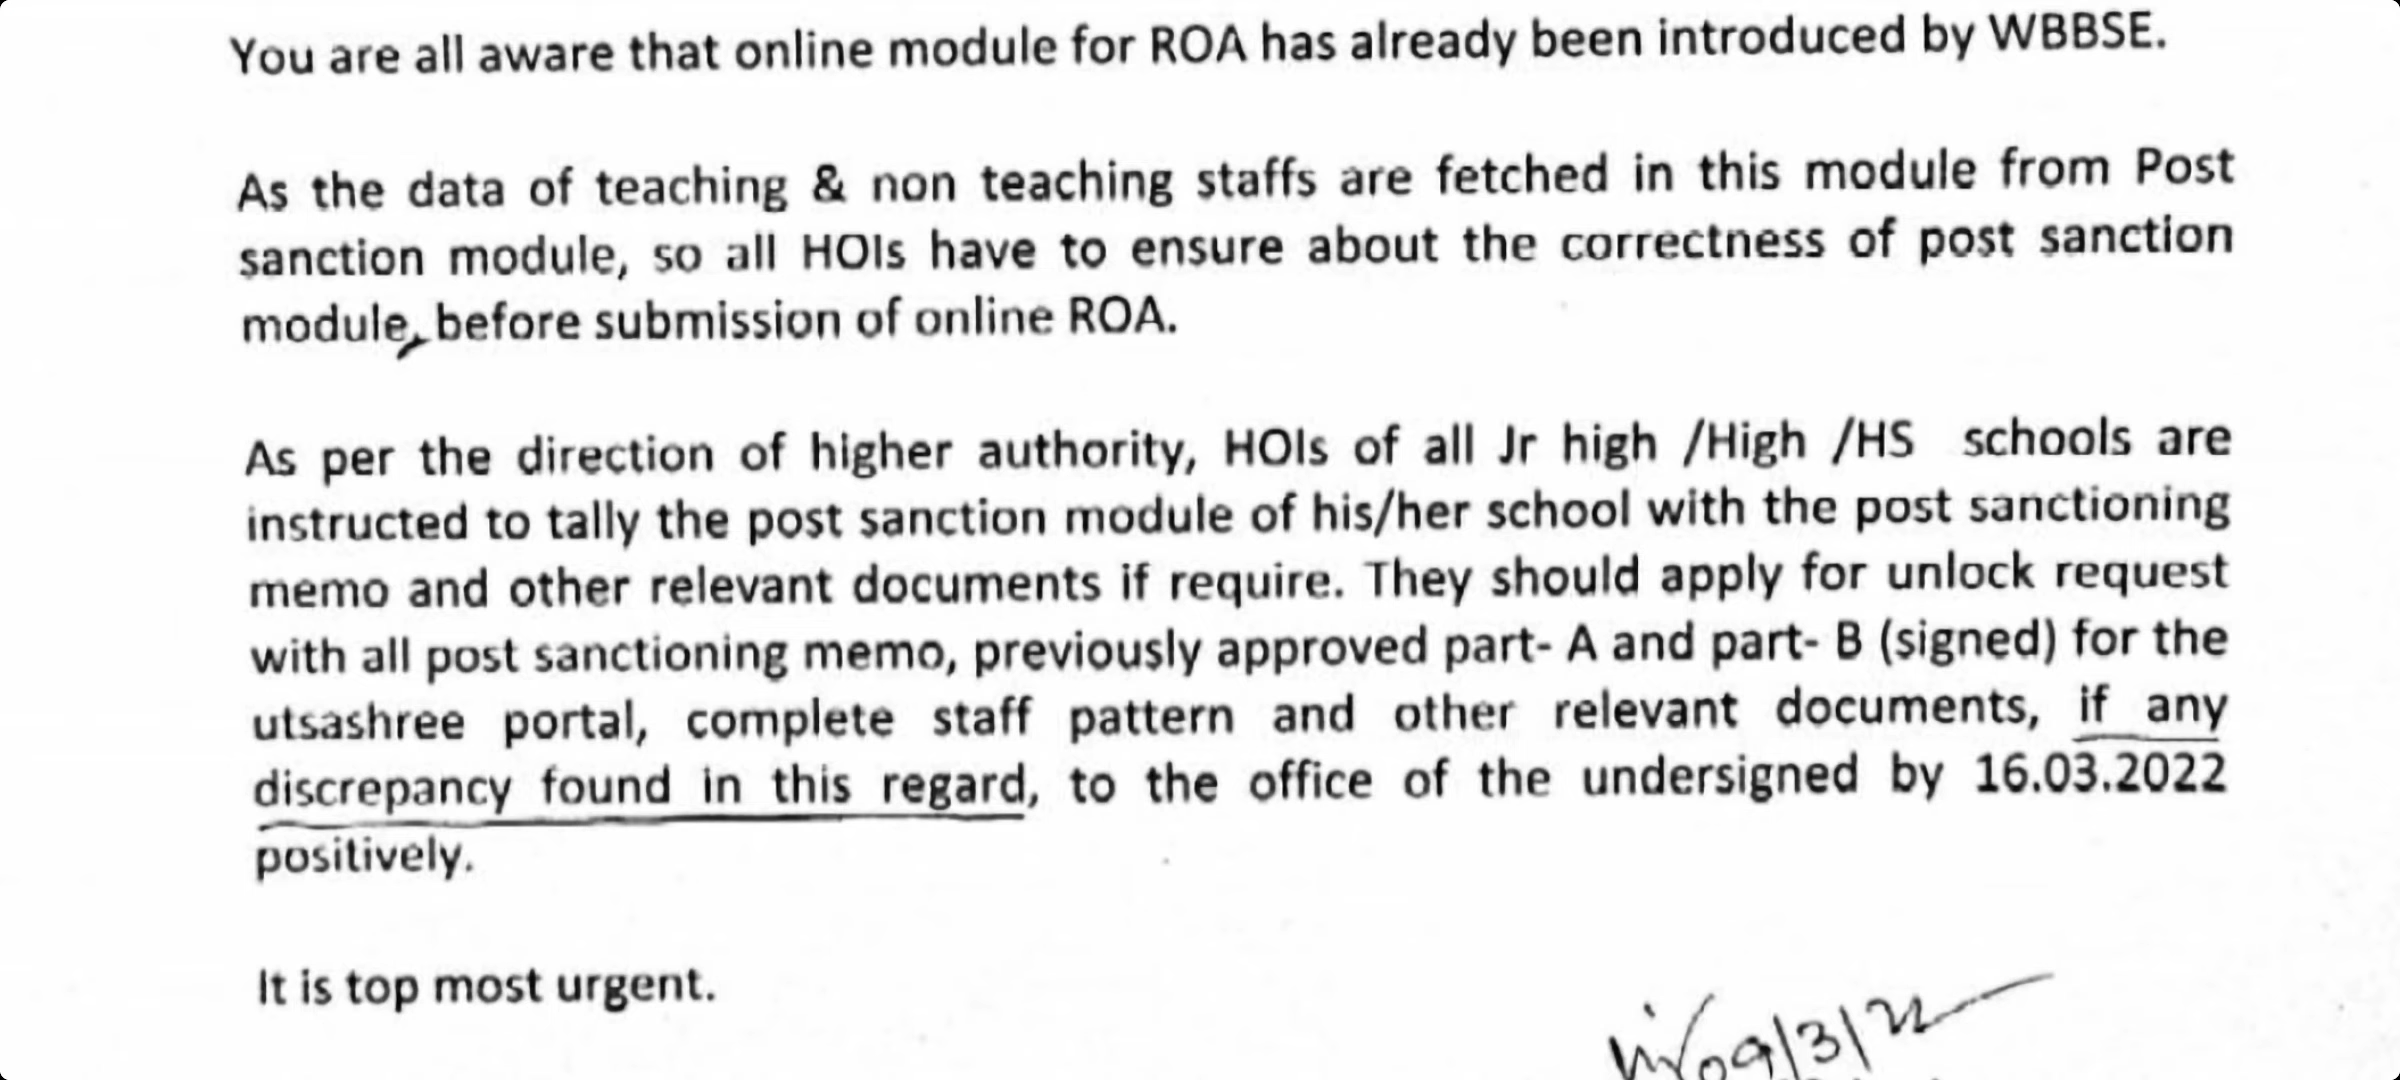 You are all aware that online module for ROA has already been introduced by WBBSE.
As the data of teaching & non teaching staffs are fetched in this module from Post
sanction module, so all HOIs have to ensure about the correctness of post sanction
module, before submission of online ROA.
As per the direction of higher authority, HOIs of all Jr high /High /HS schools are
instructed to tally the post sanction module of his/her school with the post sanctioning
memo and other relevant documents if require. They should apply for unlock request
with all post sanctioning memo, previously approved part- A and part- B (signed) for the
utsashree portal, complete staff pattern and other relevant documents, if any
discrepancy found in this regard, to the office of the undersigned by 16.03.2022
positively.
It is top most urgent.
09/3/22